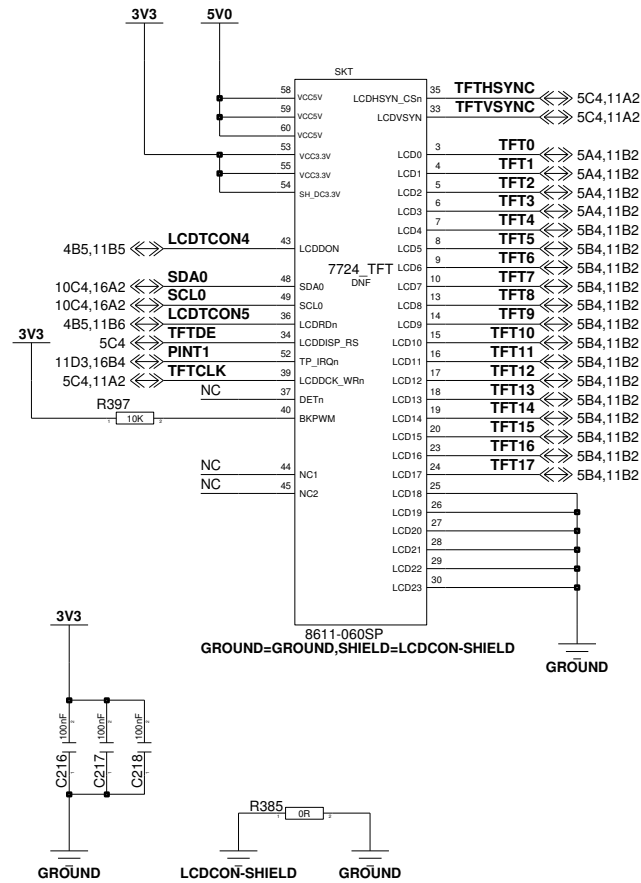 3V3 5V0
SKT
58 VCC5V
59 VCC5V
60 VCC5V
53 VCC3.3V
55 VCC3.3V
54 SH_DC3.3V
4B5,11B5 LCDTCON4 43 LCDDON
10C4,16A2 SDA0 48 SDA0
10C4,16A2 SCL0 49 SCL0
4B5,11B6 LCDTCON5 36 LCDRDn
5C4 TFTDE 34 LCDDISP_RS
11D3,16B4 PINT1 52 TP_IRQn
5C4,11A2 TFTCLK 39 LCDDCK_WRn
NC 37 DETn
3V3
R397
1 10K 2
40 BKPWM
NC 44 NC1
NC 45 NC2
7724_TFT
DNF
LCDHSYN_CSn 35 TFTHSYNC 5C4,11A2
LCDVSYN 33 TFTVSYNC 5C4,11A2
LCD0 3 TFT0 5A4,11B2
LCD1 4 TFT1 5A4,11B2
LCD2 5 TFT2 5A4,11B2
LCD3 6 TFT3 5A4,11B2
LCD4 7 TFT4 5B4,11B2
LCD5 8 TFT5 5B4,11B2
LCD6 9 TFT6 5B4,11B2
LCD7 10 TFT7 5B4,11B2
LCD8 13 TFT8 5B4,11B2
LCD9 14 TFT9 5B4,11B2
LCD10 15 TFT10 5B4,11B2
LCD11 16 TFT11 5B4,11B2
LCD12 17 TFT12 5B4,11B2
LCD13 18 TFT13 5B4,11B2
LCD14 19 TFT14 5B4,11B2
LCD15 20 TFT15 5B4,11B2
LCD16 23 TFT16 5B4,11B2
LCD17 24 TFT17 5B4,11B2
LCD18 25
LCD19 26
LCD20 27
LCD21 28
LCD22 29
LCD23 30
8611-060SP
GROUND=GROUND,SHIELD=LCDCON-SHIELD
GROUND
3V3
100nF 2 100nF 2 100nF 2
C216 1 C217 1 C218 1
GROUND
R385
1 0R 2
LCDCON-SHIELD GROUND